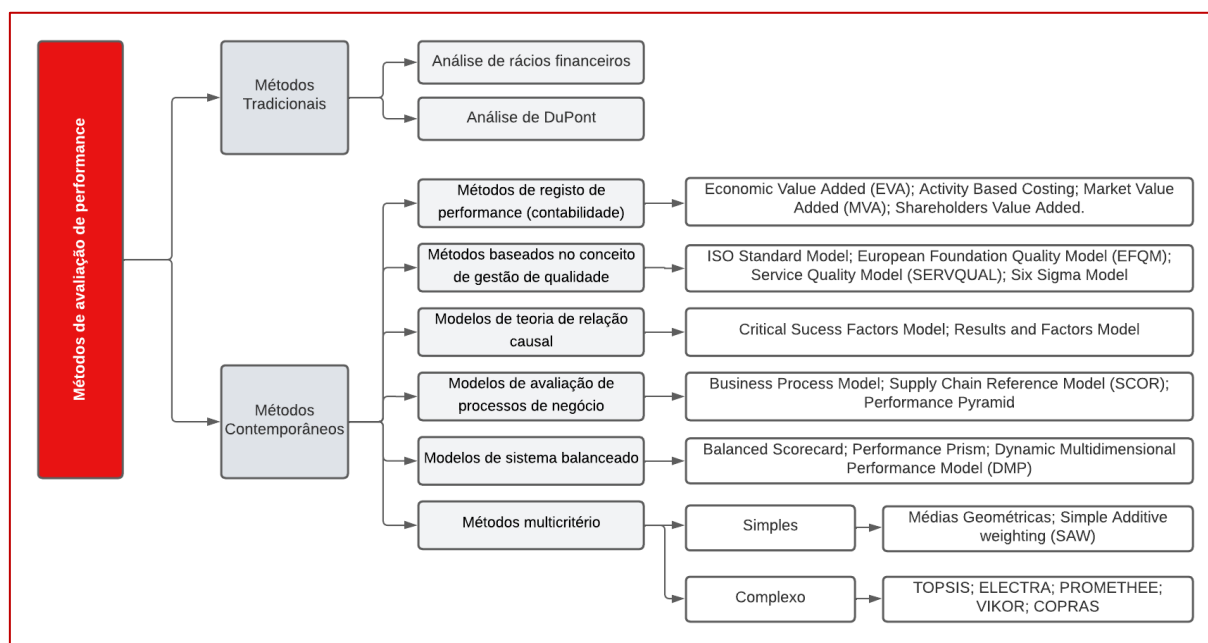 Métodos de avaliação de performance
Métodos
Tradicionais
Análise de rácios financeiros
Análise de DuPont
Métodos
Contemporâneos
Métodos de registo de
performance (contabilidade)
Economic Value Added (EVA); Activity Based Costing; Market Value
Added (MVA); Shareholders Value Added.
Métodos baseados no conceito
de gestão de qualidade
ISO Standard Model; European Foundation Quality Model (EFQM);
Service Quality Model (SERVQUAL); Six Sigma Model
Modelos de teoria de relação
causal
Critical Sucess Factors Model; Results and Factors Model
Modelos de avaliação de
processos de negócio
Business Process Model; Supply Chain Reference Model (SCOR);
Performance Pyramid
Modelos de sistema balanceado
Balanced Scorecard; Performance Prism; Dynamic Multidimensional
Performance Model (DMP)
Métodos multicritério
Simples
Médias Geométricas; Simple Additive
weighting (SAW)
Complexo
TOPSIS; ELECTRA; PROMETHEE;
VIKOR; COPRAS